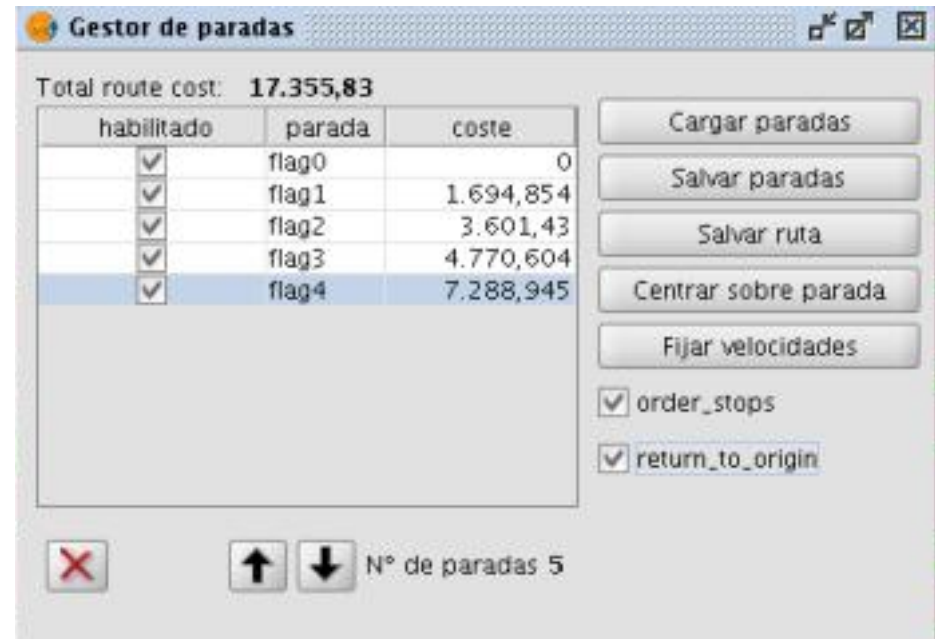 Gestor de paradas
Total route cost: 17.355,83
habilitado parada coste
flag0 0
flag1 1.694,854
flag2 3.601,43
flag3 4.770,604
flag4 7.288,945
Cargar paradas
Salvar paradas
Salvar ruta
Centrar sobre parada
Fijar velocidades
order_stops
return_to_origin
Nº de paradas 5